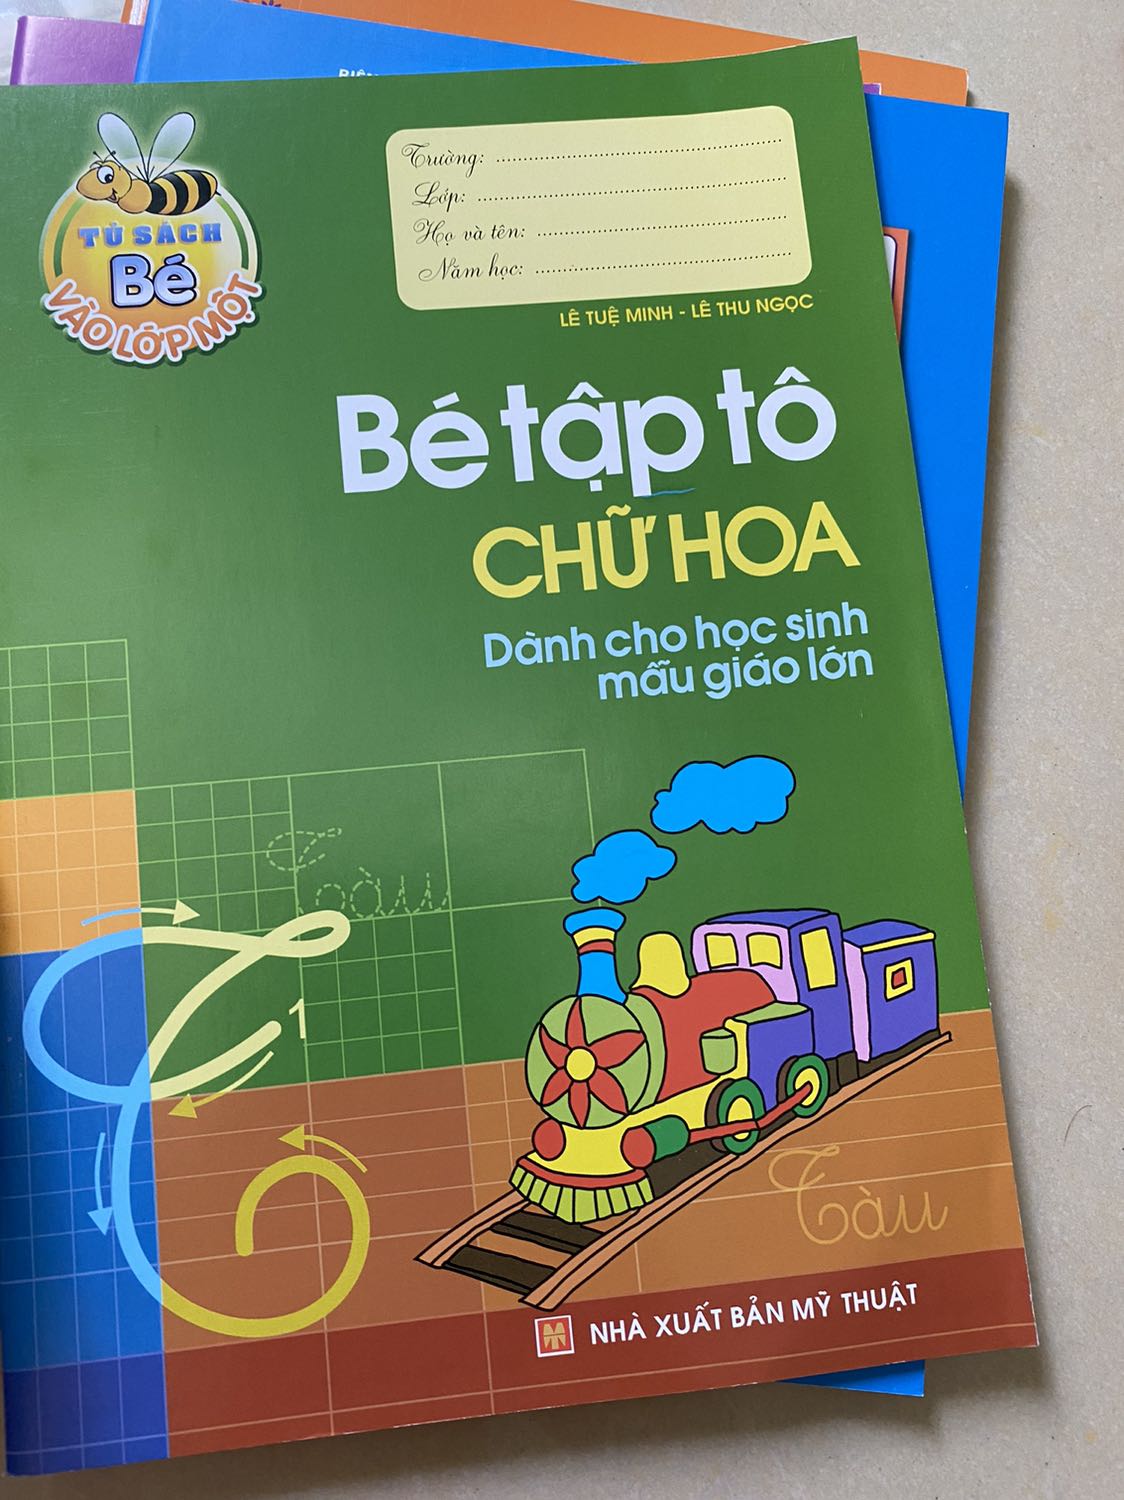 TỦ SÁCH
Bé
VÀO LỚP MỘT
Trường:
Lớp:
Họ và tên:
Năm học:
LÊ TUỆ MINH - LÊ THU NGỌC
Bé tập tô
CHỮ HOA
Dành cho học sinh
mẫu giáo lớn
Tàu
1
Tàu
NHÀ XUẤT BẢN MỸ THUẬT